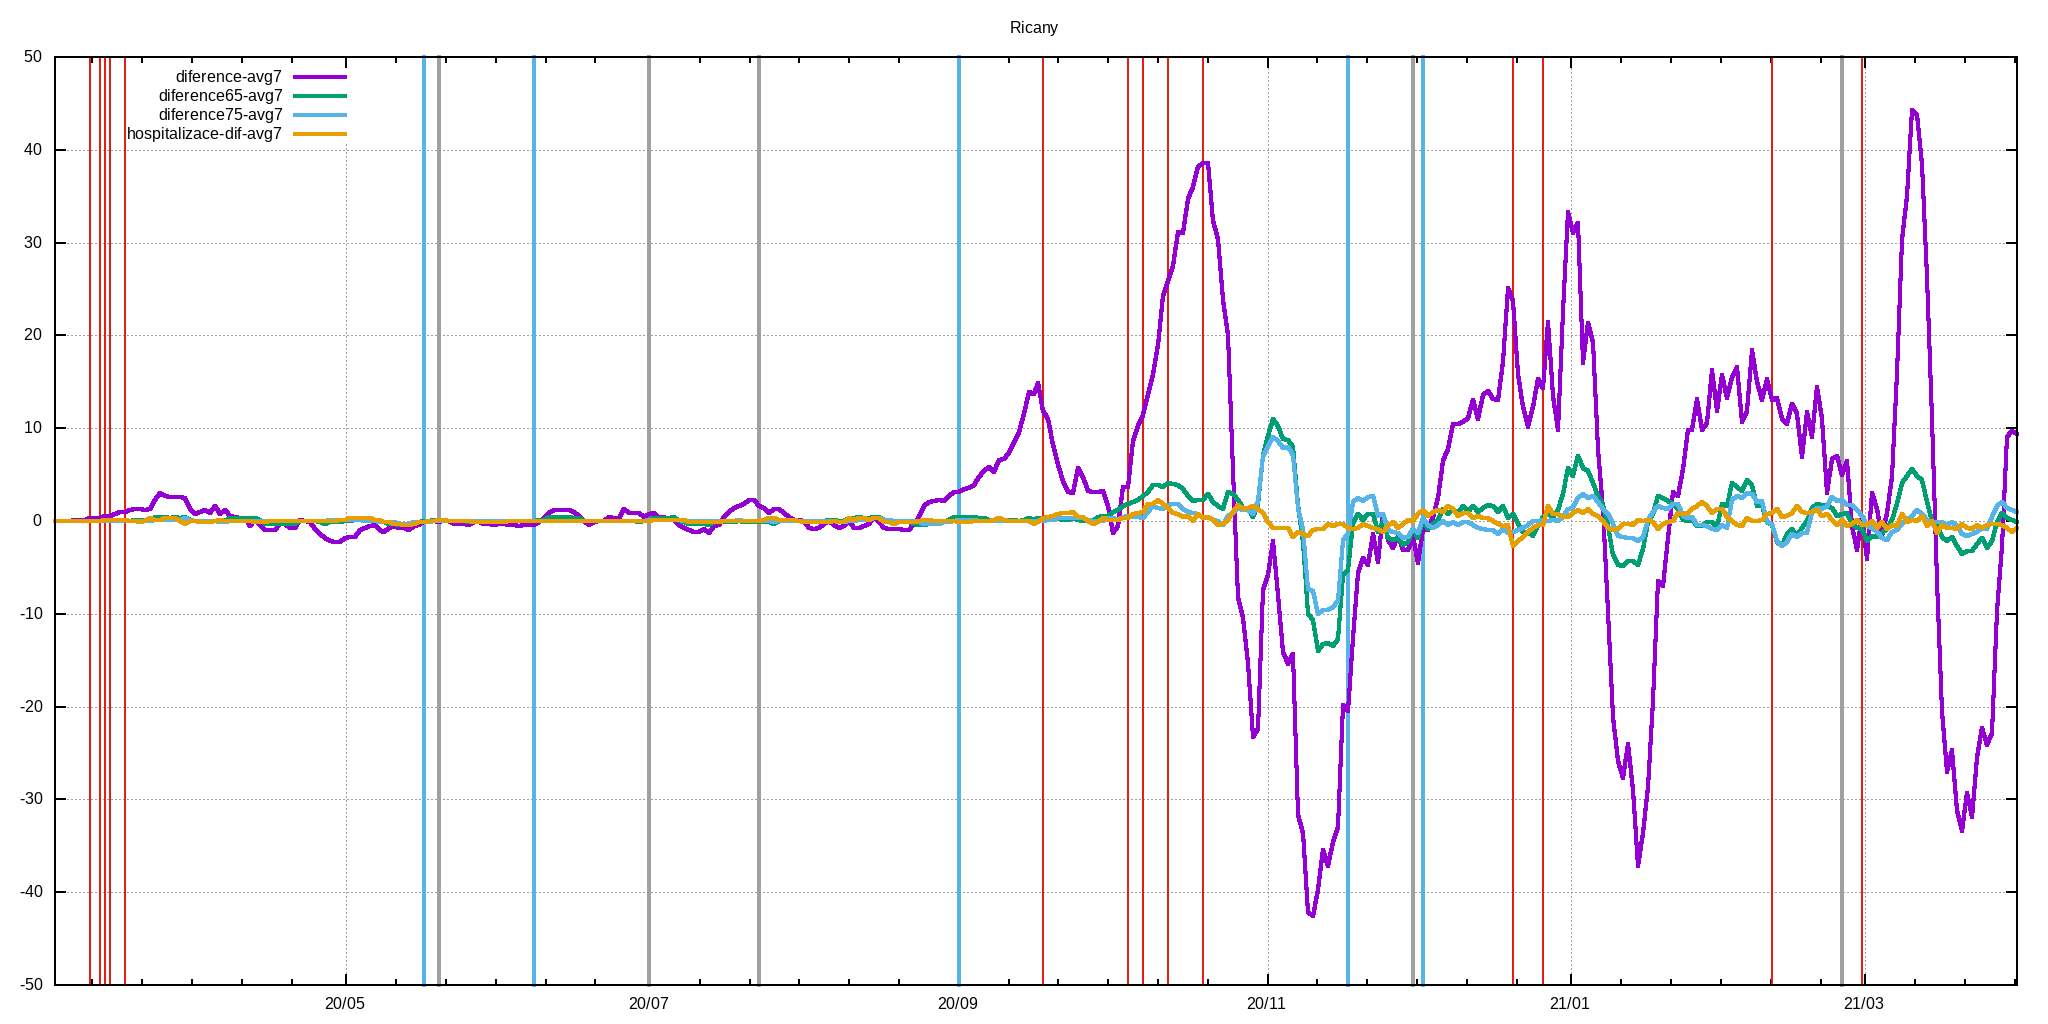 Ricany
diference-avg7
diference65-avg7
diference75-avg7
hospitalizace-dif-avg7
50
40
30
20
10
0
-10
-20
-30
-40
-50
20/05 20/07 20/09 20/11 21/01 21/03